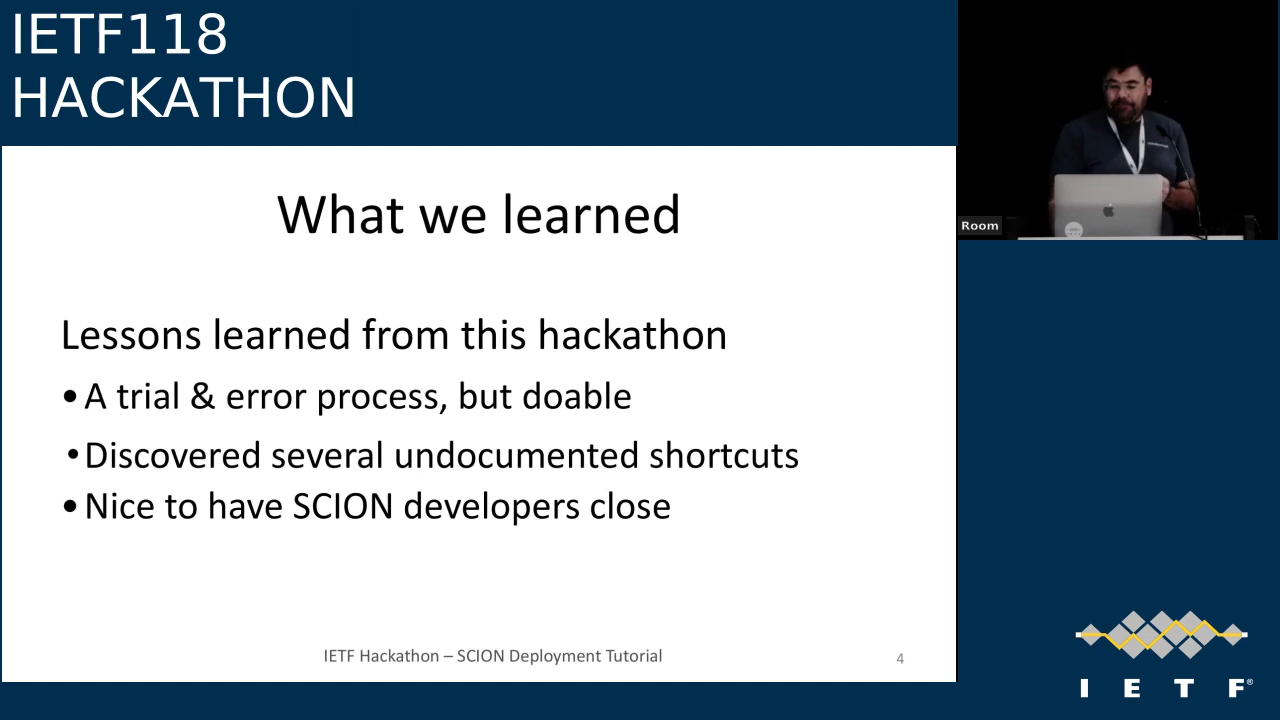 IETF118
HACKATHON
What we learned
Lessons learned from this hackathon
•A trial & error process, but doable
•Discovered several undocumented shortcuts
•Nice to have SCION developers close
IETF Hackathon – SCION Deployment Tutorial
4
Room
I E T F®